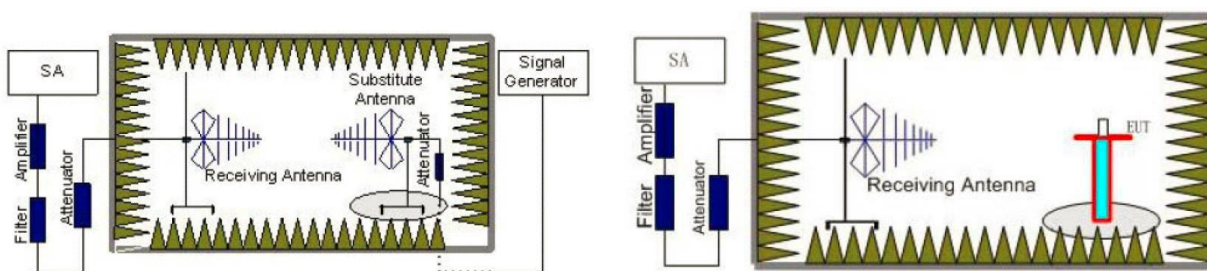 SA
Amplifier
Filter
Attenuator
Receiving Antenna
Substitute
Antenna
Attenuator
Signal
Generator
SA
Amplifier
Filter
Attenuator
Receiving Antenna
EUT